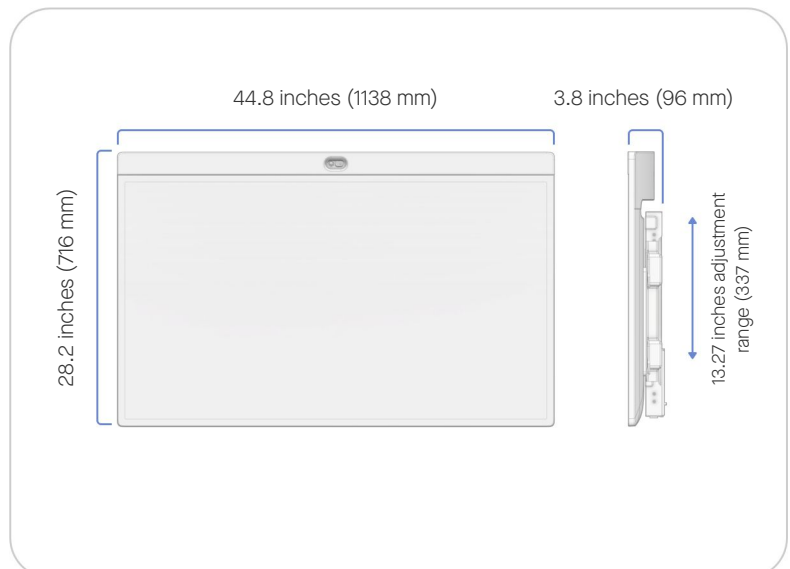 44.8 inches (1138 mm)
3.8 inches (96 mm)
28.2 inches (716 mm)
13.27 inches adjustment
range (337 mm)